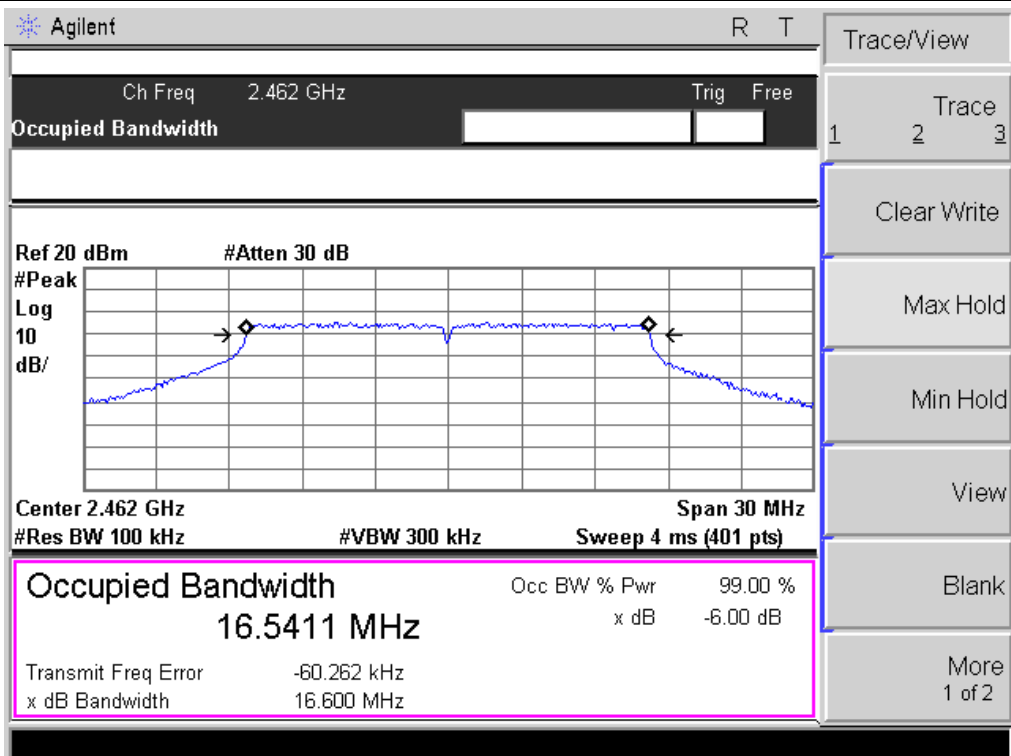 Agilent R T
Ch Freq 2.462 GHz Trig Free
Occupied Bandwidth
Ref 20 dBm #Atten 30 dB
#Peak
Log
10
dB/
Center 2.462 GHz Span 30 MHz
#Res BW 100 kHz #VBW 300 kHz Sweep 4 ms (401 pts)
Occupied Bandwidth Occ BW % Pwr 99.00 %
16.5411 MHz x dB -6.00 dB
Transmit Freq Error -60.262 kHz
x dB Bandwidth 16.600 MHz
Trace/View
Trace
1 2 3
Clear Write
Max Hold
Min Hold
View
Blank
More
1 of 2